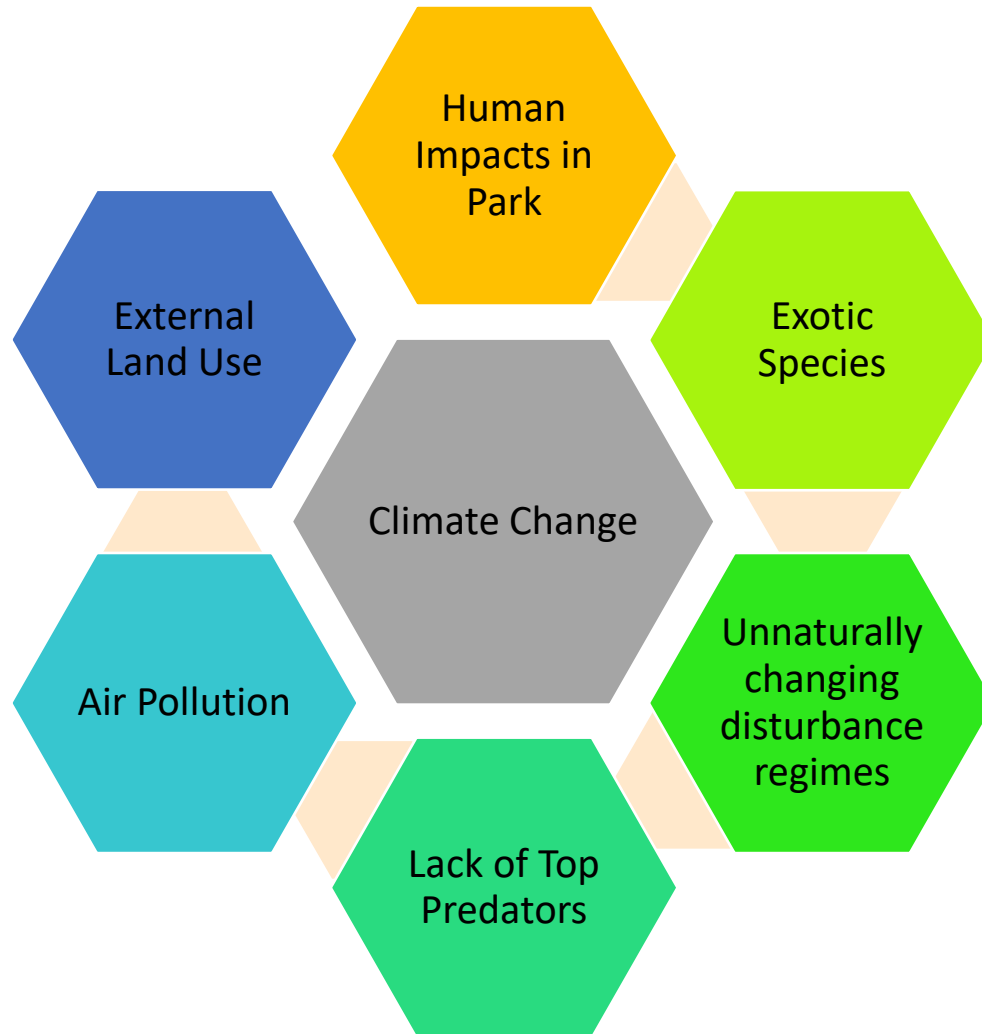 Human
Impacts in
Park
External
Land Use
Exotic
Species
Climate Change
Air Pollution
Unnaturally
changing
disturbance
regimes
Lack of Top
Predators